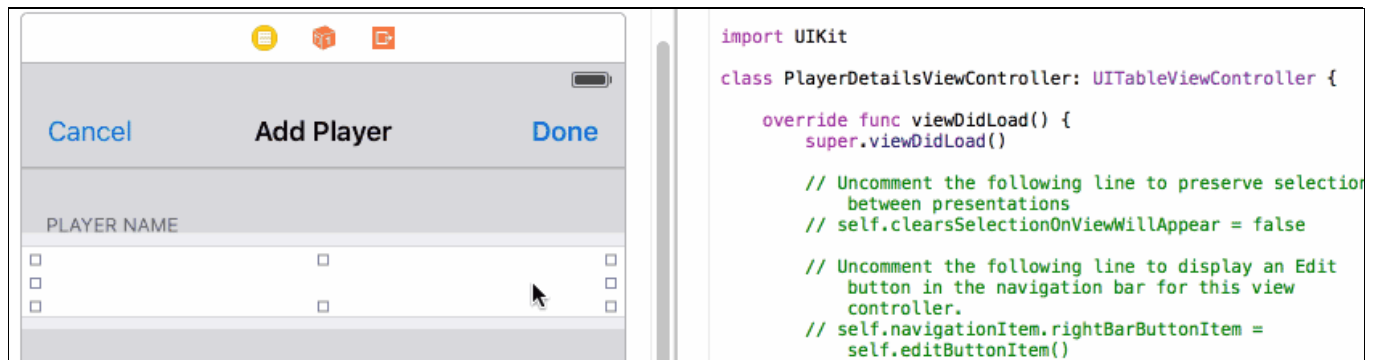 Cancel
Add Player
Done
PLAYER NAME
import UIKit
class PlayerDetailsViewController: UITableViewController {
override func viewDidLoad() {
super.viewDidLoad()
// Uncomment the following line to preserve selection
between presentations
// self.clearsSelectionOnViewWillAppear = false
// Uncomment the following line to display an Edit
button in the navigation bar for this view
controller.
// self.navigationItem.rightBarButtonItem =
self.editButtonItem()